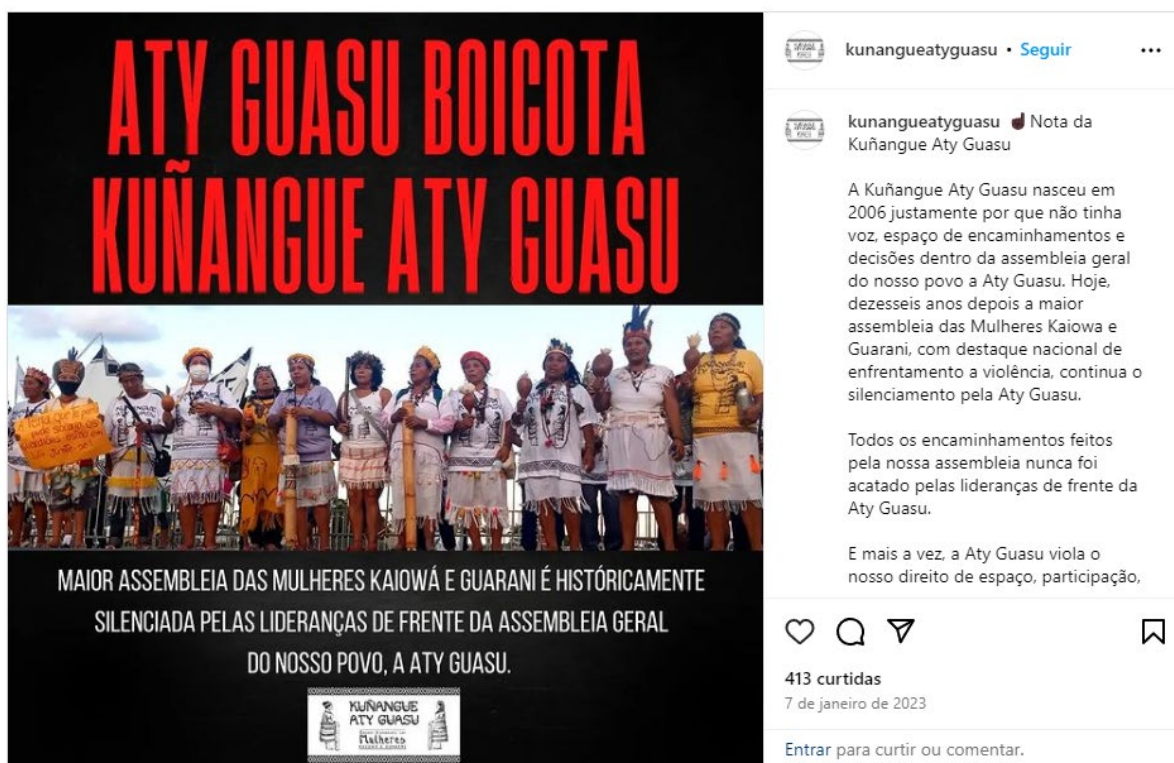 ATY GUASU BOICOTA
KUÑANGUE ATY GUASU
MAIOR ASSEMBLEIA DAS MULHERES KAIOWÁ E GUARANI É HISTÓRICAMENTE
SILENCIADA PELAS LIDERANÇAS DE FRENTE DA ASSEMBLEIA GERAL
DO NOSSO POVO, A ATY GUASU.
KUÑANGUE
ATY GUASU
Mulheres
kunangueatyguasu • Seguir
kunangueatyguasu ☝🏿 Nota da
Kuñangue Aty Guasu
A Kuñangue Aty Guasu nasceu em
2006 justamente por que não tinha
voz, espaço de encaminhamentos e
decisões dentro da assembleia geral
do nosso povo a Aty Guasu. Hoje,
dezesseis anos depois a maior
assembleia das Mulheres Kaiowa e
Guarani, com destaque nacional de
enfrentamento a violência, continua o
silenciamento pela Aty Guasu.
Todos os encaminhamentos feitos
pela nossa assembleia nunca foi
acatado pelas lideranças de frente da
Aty Guasu.
E mais a vez, a Aty Guasu viola o
nosso direito de espaço, participação,
413 curtidas
7 de janeiro de 2023
Entrar para curtir ou comentar.